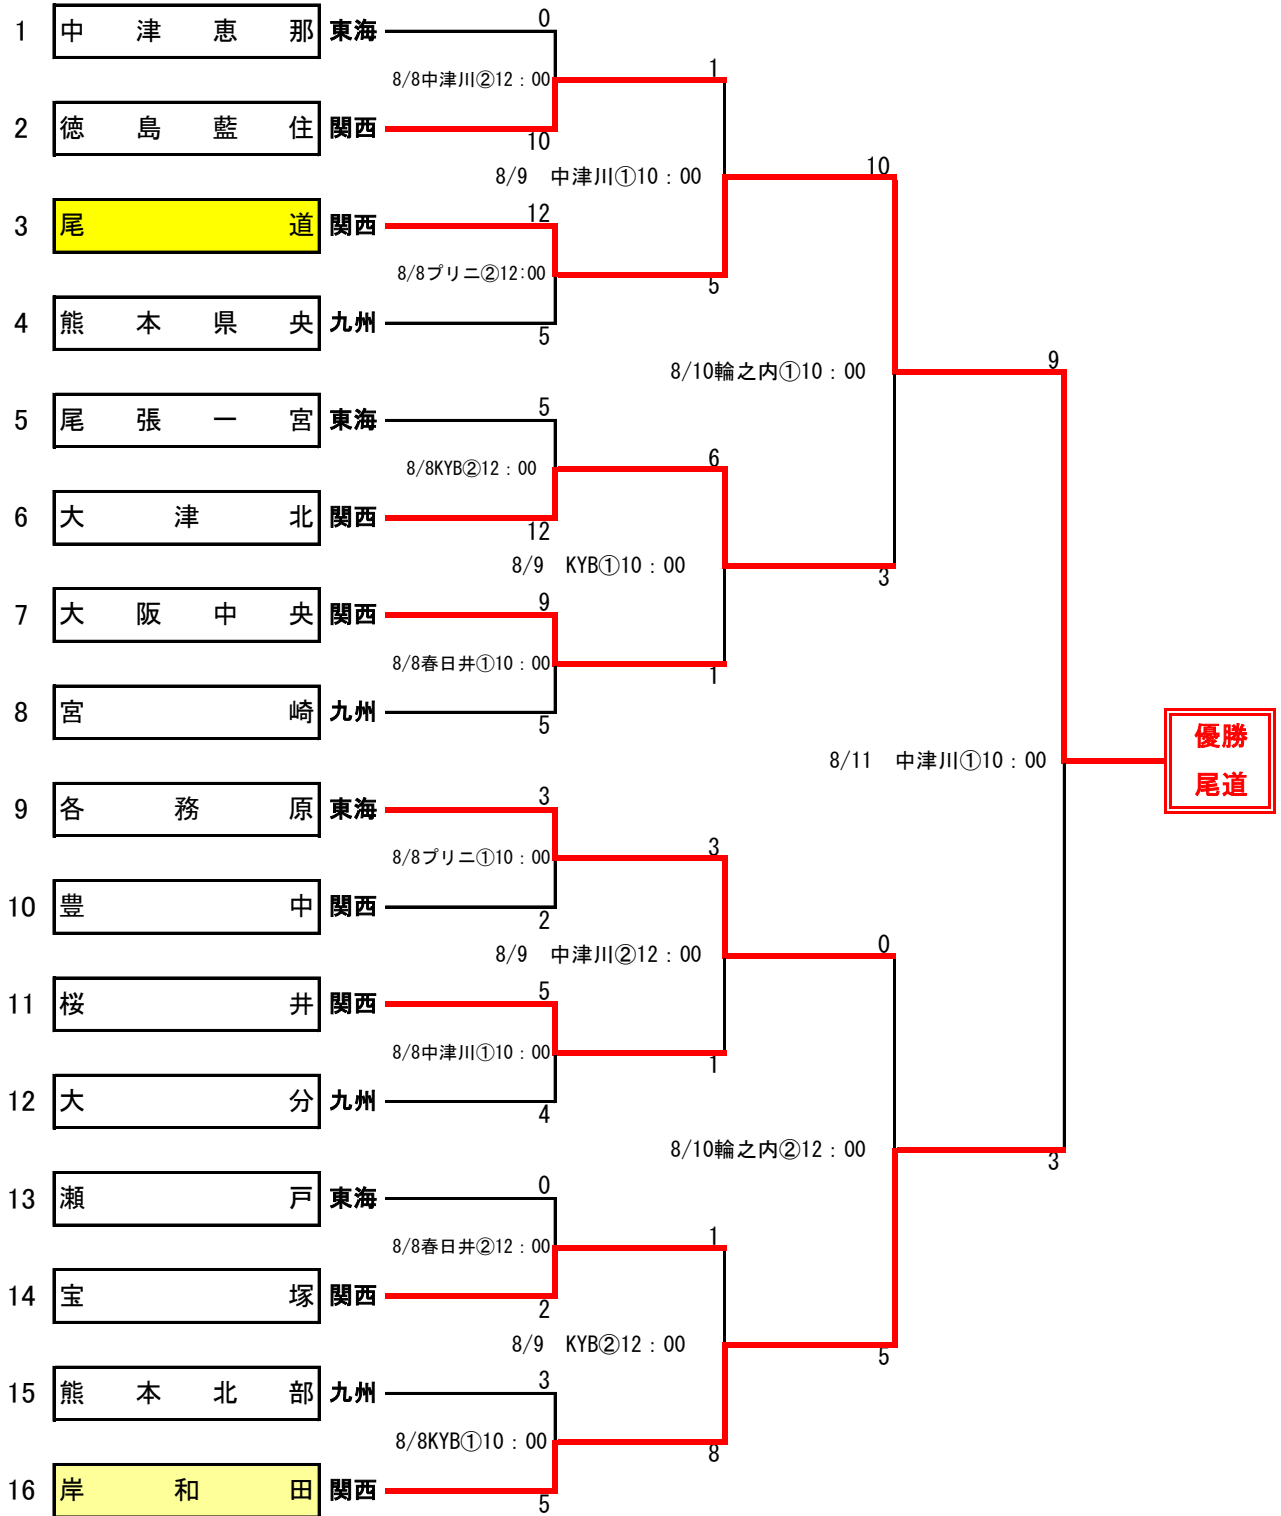 0
1 中津恵那 東海
8/8中津川②12：00
1
2 徳島藍住 関西
10
8/9　中津川①10：00
10
12
3 尾道 関西
8/8プリニ②12:00
5
4 熊本県央 九州
5
8/10輪之内①10：00
9
5
5 尾張一宮 東海
8/8KYB②12：00
6
6 大津北 関西
12
8/9　KYB①10：00
3
9
7 大阪中央 関西
8/8春日井①10：00
1
8 宮崎 九州
5
8/11　中津川①10：00
優勝
尾道
3
9 各務原 東海
8/8プリニ①10：00
3
10 豊中 関西
2
8/9　中津川②12：00
0
5
11 桜井 関西
8/8中津川①10：00
1
12 大分 九州
4
8/10輪之内②12：00
3
0
13 瀬戸 東海
8/8春日井②12：00
1
14 宝塚 関西
2
8/9　KYB②12：00
5
3
15 熊本北部 九州
8/8KYB①10：00
8
16 岸和田 関西
5